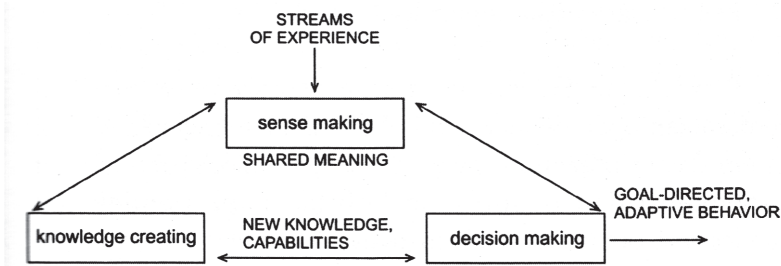 STREAMS
OF EXPERIENCE
sense making
SHARED MEANING
knowledge creating
NEW KNOWLEDGE,
CAPABILITIES
decision making
GOAL-DIRECTED,
ADAPTIVE BEHAVIOR